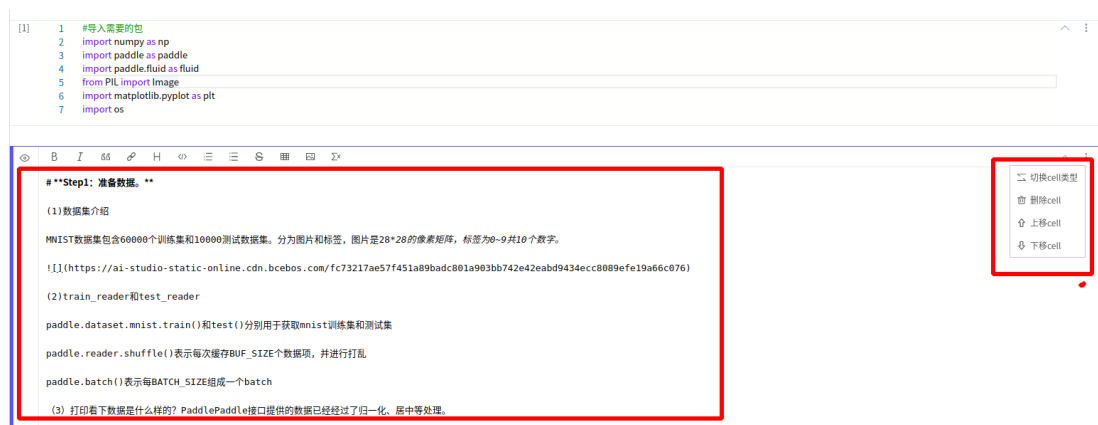 [1]
1 #导入需要的包
2 import numpy as np
3 import paddle as paddle
4 import paddle.fluid as fluid
5 from PIL import Image
6 import matplotlib.pyplot as plt
7 import os
B I H S Σx
# **Step1：准备数据。**
(1)数据集介绍
MNIST数据集包含60000个训练集和10000测试数据集。分为图片和标签，图片是28*28的像素矩阵，标签为0~9共10个数字。
![](https://ai-studio-static-online.cdn.bcebos.com/fc73217ae57f451a89badc801a903bb742e42eabd9434ecc8089efe19a66c076)
(2)train_reader和test_reader
paddle.dataset.mnist.train()和test()分别用于获取mnist训练集和测试集
paddle.reader.shuffle()表示每次缓存BUF_SIZE个数据项，并进行打乱
paddle.batch()表示每BATCH_SIZE组成一个batch
（3）打印看下数据是什么样的？PaddlePaddle接口提供的数据已经经过了归一化、居中等处理。
切换cell类型
删除cell
上移cell
下移cell